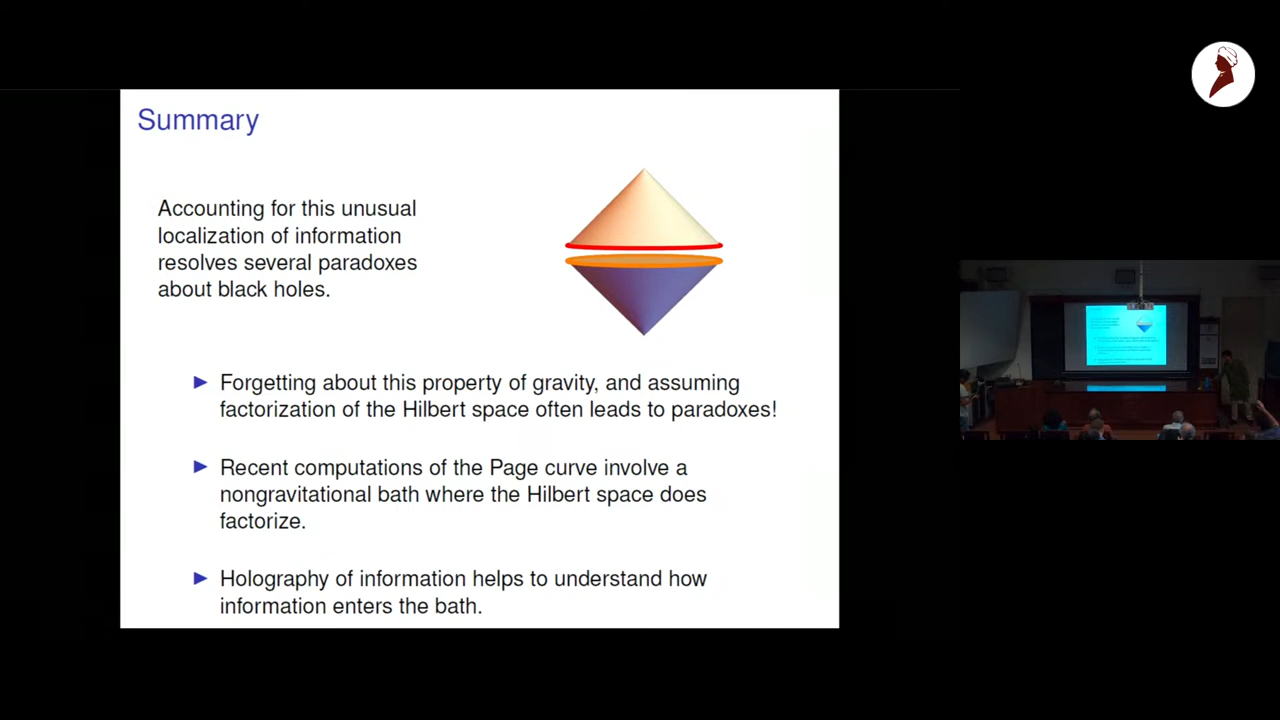 Summary
Accounting for this unusual
localization of information
resolves several paradoxes
about black holes.
► Forgetting about this property of gravity, and assuming
factorization of the Hilbert space often leads to paradoxes!
► Recent computations of the Page curve involve a
nongravitational bath where the Hilbert space does
factorize.
► Holography of information helps to understand how
information enters the bath.